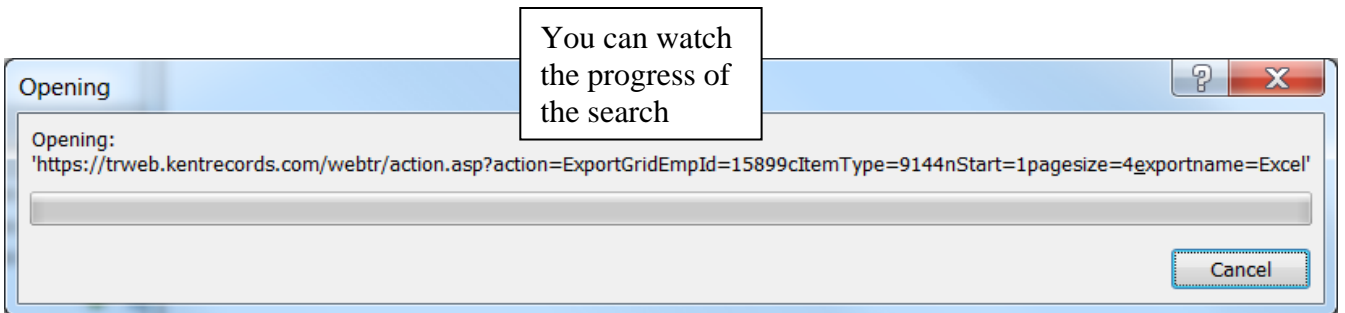 You can watch
the progress of
the search
Opening
Opening:
'https://trweb.kentrecords.com/webtr/action.asp?action=ExportGridEmpId=15899cItemType=9144nStart=1pagesize=4exportname=Excel'
Cancel